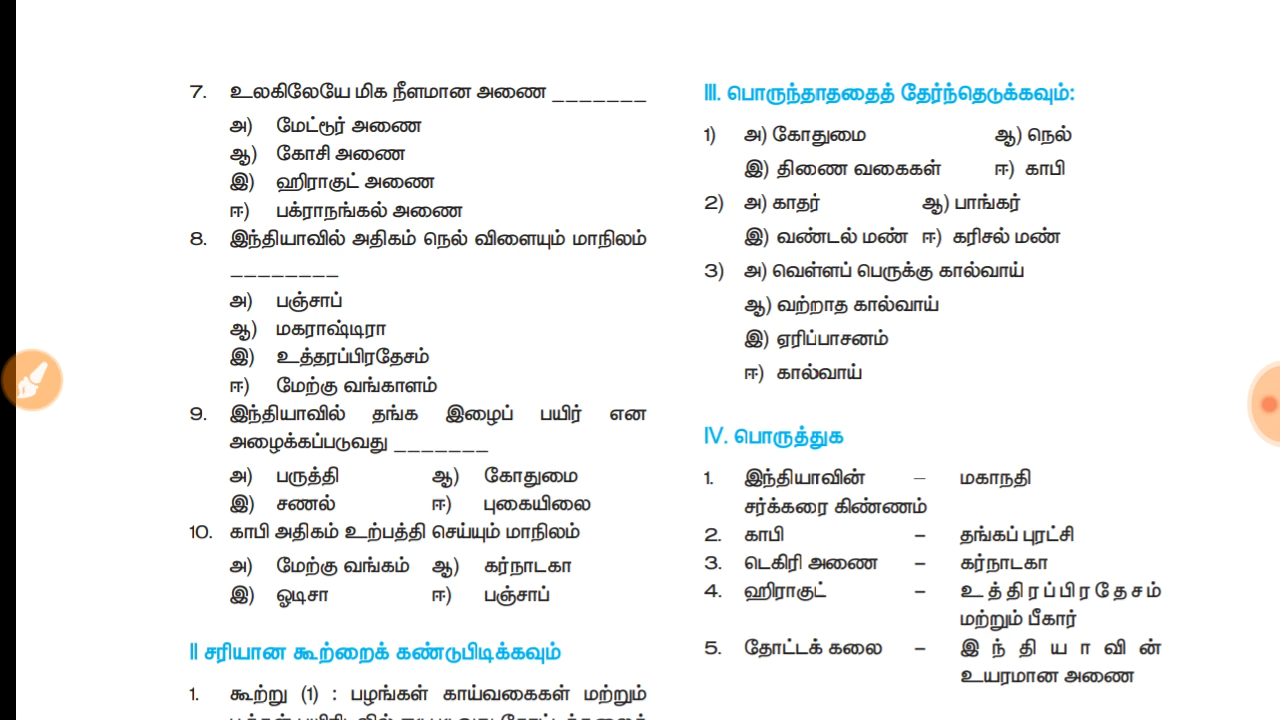 7. உலகிலேயே மிக நீளமான அணை _______
அ) மேட்டூர் அணை
ஆ) கோசி அணை
இ) ஹிராகுட் அணை
ஈ) பக்ராநங்கல் அணை
8. இந்தியாவில் அதிகம் நெல் விளையும் மாநிலம்
________
அ) பஞ்சாப்
ஆ) மகராஷ்டிரா
இ) உத்தரப்பிரதேசம்
ஈ) மேற்கு வங்காளம்
9. இந்தியாவில் தங்க இழைப் பயிர் என
அழைக்கப்படுவது _______
அ) பருத்தி ஆ) கோதுமை
இ) சணல் ஈ) புகையிலை
10. காபி அதிகம் உற்பத்தி செய்யும் மாநிலம்
அ) மேற்கு வங்கம் ஆ) கர்நாடகா
இ) ஓடிசா ஈ) பஞ்சாப்
II சரியான கூற்றைக் கண்டுபிடிக்கவும்
1. கூற்று (1) : பழங்கள் காய்வகைகள் மற்றும்
III. பொருந்தாததைத் தேர்ந்தெடுக்கவும்:
1) அ) கோதுமை ஆ) நெல்
இ) திணை வகைகள் ஈ) காபி
2) அ) காதர் ஆ) பாங்கர்
இ) வண்டல் மண் ஈ) கரிசல் மண்
3) அ) வெள்ளப் பெருக்கு கால்வாய்
ஆ) வற்றாத கால்வாய்
இ) ஏரிப்பாசனம்
ஈ) கால்வாய்
IV. பொருத்துக
1. இந்தியாவின் – மகாநதி
சர்க்கரை கிண்ணம்
2. காபி – தங்கப் புரட்சி
3. டெகிரி அணை – கர்நாடகா
4. ஹிராகுட் – உத்திரப்பிரதேசம்
மற்றும் பீகார்
5. தோட்டக் கலை – இந்தியாவின்
உயரமான அணை